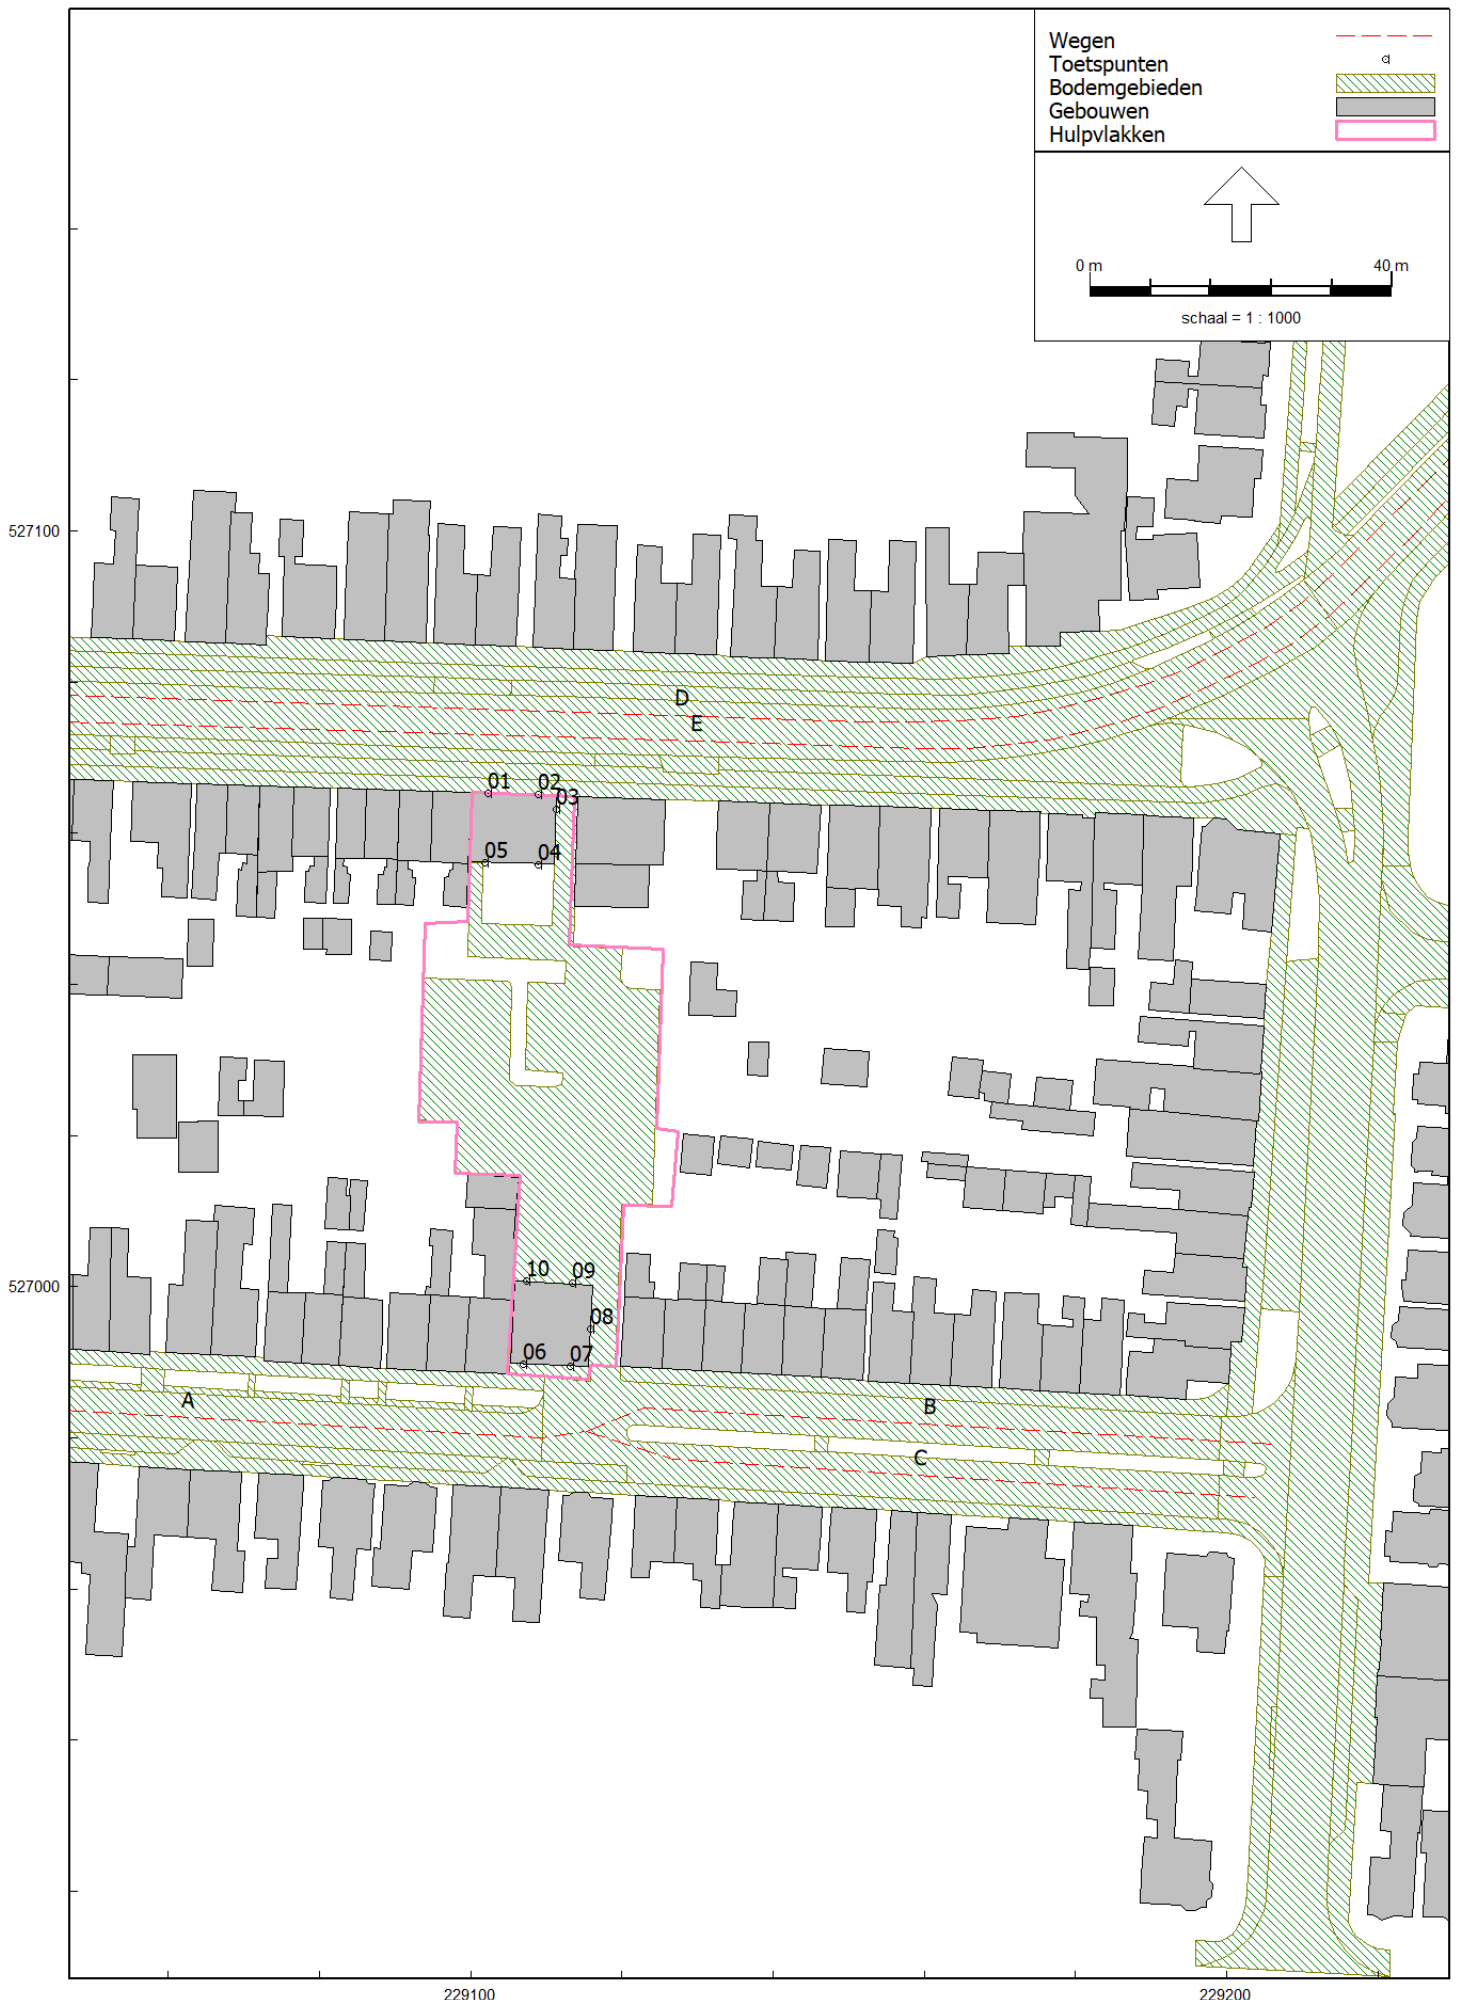 Wegen
Toetspunten
Bodemgebieden
Gebouwen
Hulpvlakken
0 m 40 m
schaal = 1 : 1000
527100
D
E
01 02
03
05 04
527000
10 09
08
06 07
A
B
C
229100 229200